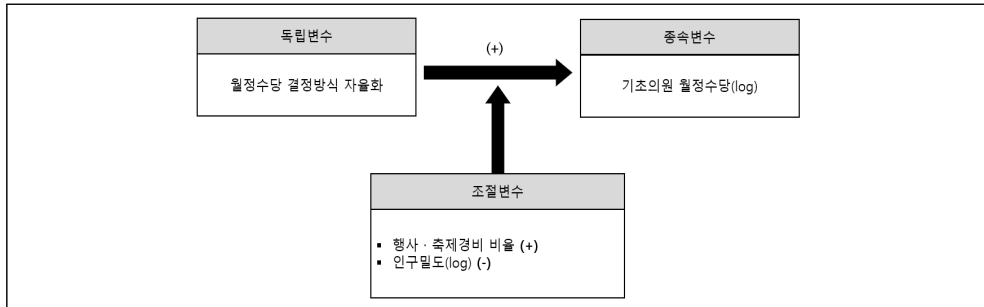 독립변수
월정수당 결정방식 자율화
(+)
종속변수
기초의원 월정수당(log)
조절변수
▪ 행사 · 축제경비 비율 (+)
▪ 인구밀도(log) (-)